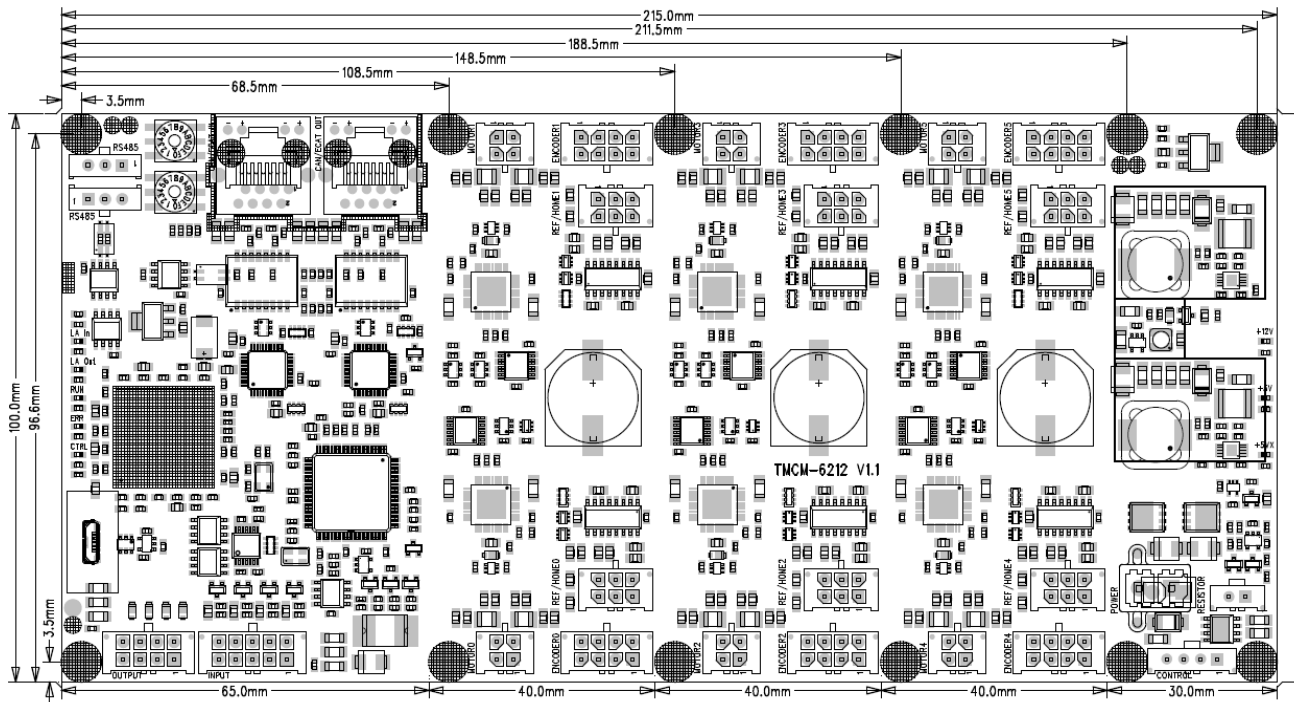 215.0mm
211.5mm
188.5mm
148.5mm
108.5mm
68.5mm
3.5mm
100.0mm
96.6mm
3.5mm
RS485
RS485
CAN/ECAT OUT
MOTOR1
ENCODER1
MOTOR3
ENCODER3
MOTOR5
ENCODER5
REF/HOME1
REF/HOME3
REF/HOME5
LA In
LA Out
RUN
ERR
CTRL
+12V
+5V
+5VX
TMCM-6212 V1.1
REF/HOME0
REF/HOME2
REF/HOME4
POWER
RESISTOR
MOTOR0
ENCODER0
MOTOR2
ENCODER2
MOTOR4
ENCODER4
OUTPUT
INPUT
CONTROL
65.0mm
40.0mm
40.0mm
40.0mm
30.0mm